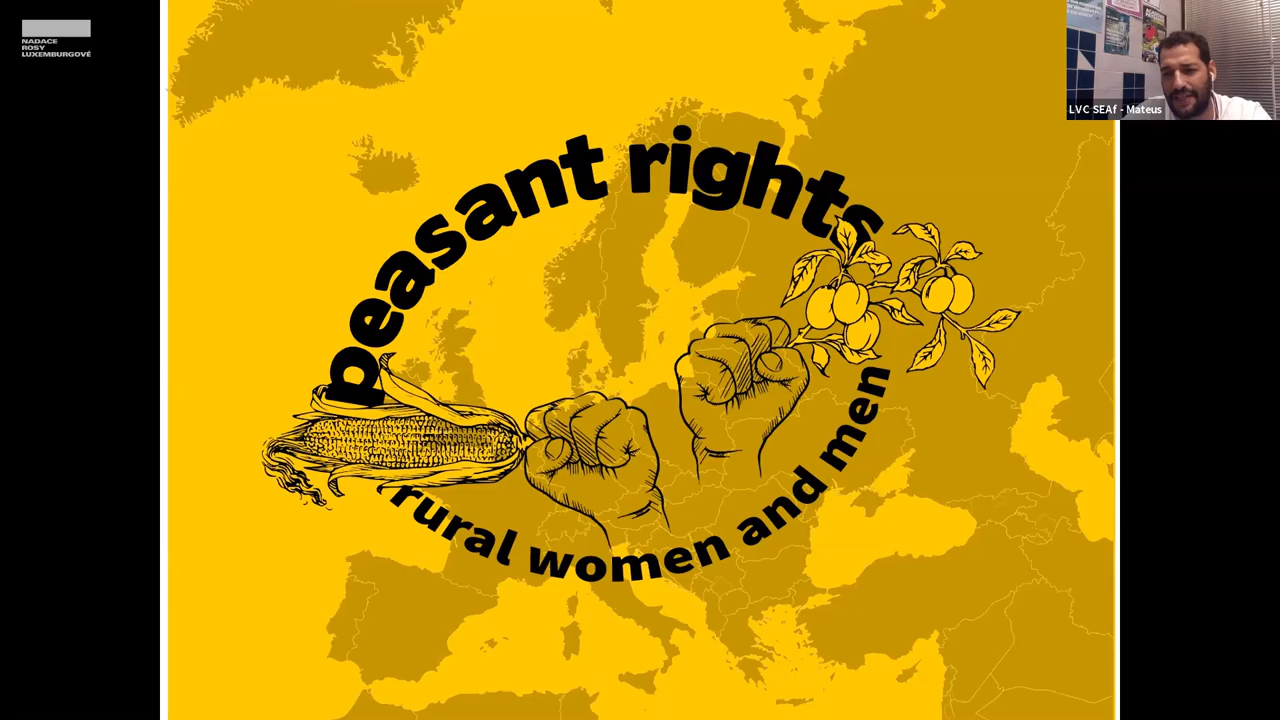 NADACE
ROSY
LUXEMBURGOVÉ
LVC SEAf - Mateus
peasant rights
rural women and men